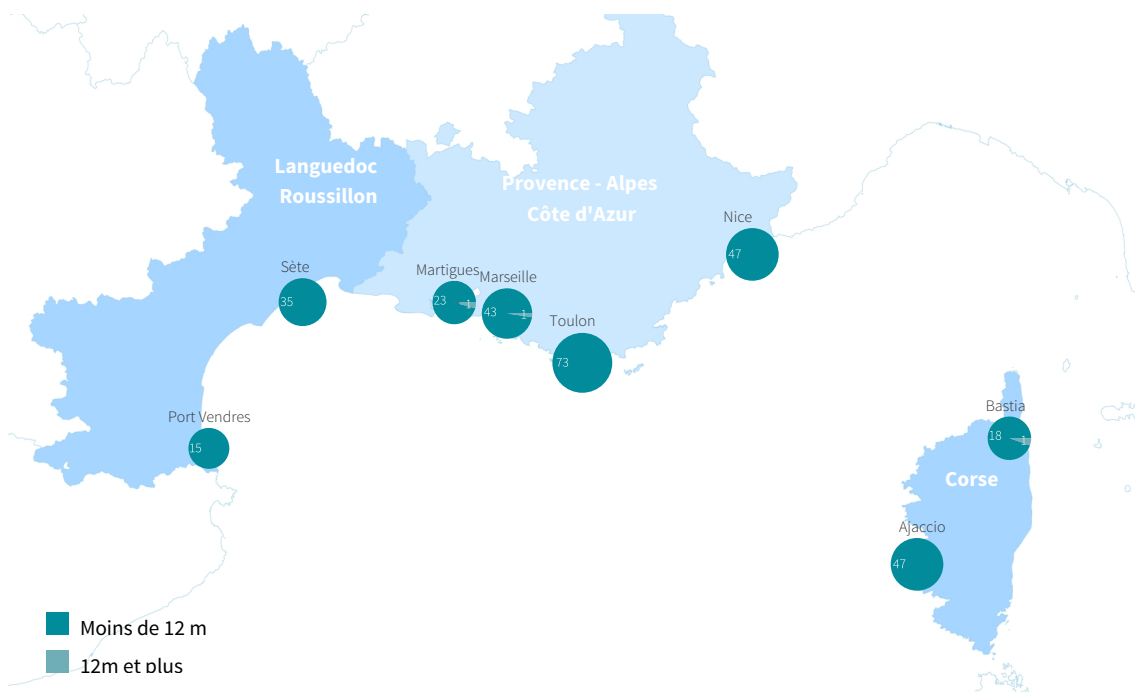 Languedoc
Roussillon
Provence - Alpes
Côte d'Azur
Nice
47
Sète
35
Martigues
23
1
Marseille
43
1
Toulon
73
Port Vendres
15
Bastia
18
1
Corse
Ajaccio
47
Moins de 12 m
12m et plus